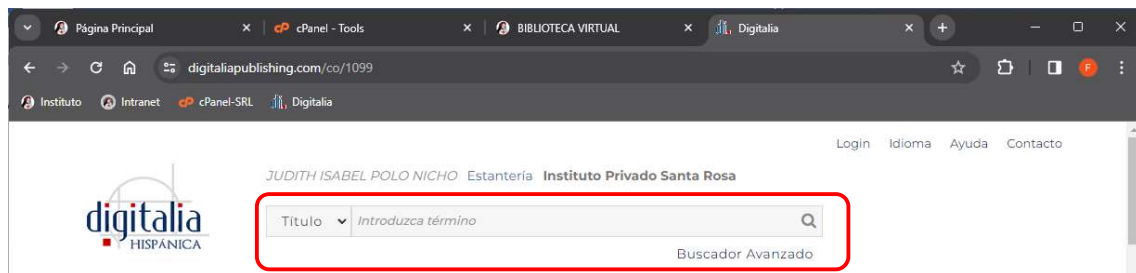 Página Principal cPanel - Tools BIBLIOTECA VIRTUAL Digitalia
digitaliapublishing.com/co/1099 F
Instituto Intranet cPanel-SRL Digitalia
Login Idioma Ayuda Contacto
JUDITH ISABEL POLO NICHO Estantería Instituto Privado Santa Rosa
digitalia
HISPÁNICA
Título Introduzca término
Buscador Avanzado